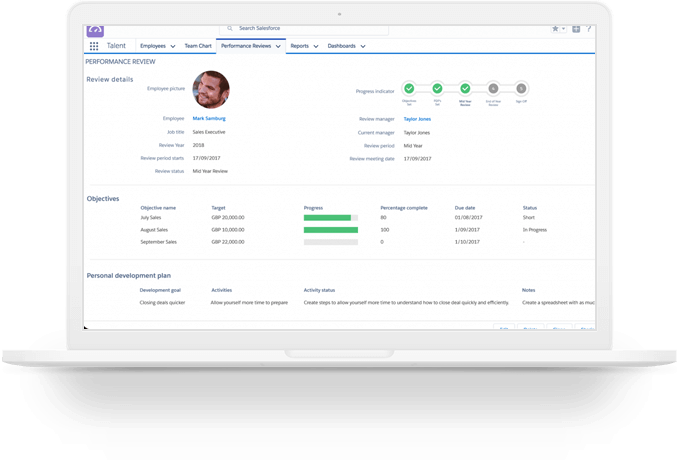 Search Salesforce
Talent Employees Team Chart Performance Reviews Reports Dashboards
PERFORMANCE REVIEW
Review details
Employee picture
Progress indicator
Objectives Set
Mid-Year Review
End of Year Review
Sign Off
Employee Mark Samburg
Job title Sales Executive
Review Year 2018
Review period starts 17/09/2017
Review status Mid Year Review
Review manager Taylor Jones
Current manager Taylor Jones
Review period Mid Year
Review meeting date 17/09/2017
Objectives
Objective name Target Progress Percentage complete Due date Status
July Sales GBP 20,000.00 80 01/08/2017 Short
August Sales GBP 10,000.00 100 1/09/2017 In Progress
September Sales GBP 22,000.00 0 1/10/2017 -
Personal development plan
Development goal Activities Activity status Notes
Closing deals quicker Allow yourself more time to prepare Create steps to allow yourself more time to understand how to close deal quickly and efficiently. Create a spreadsheet with as muc